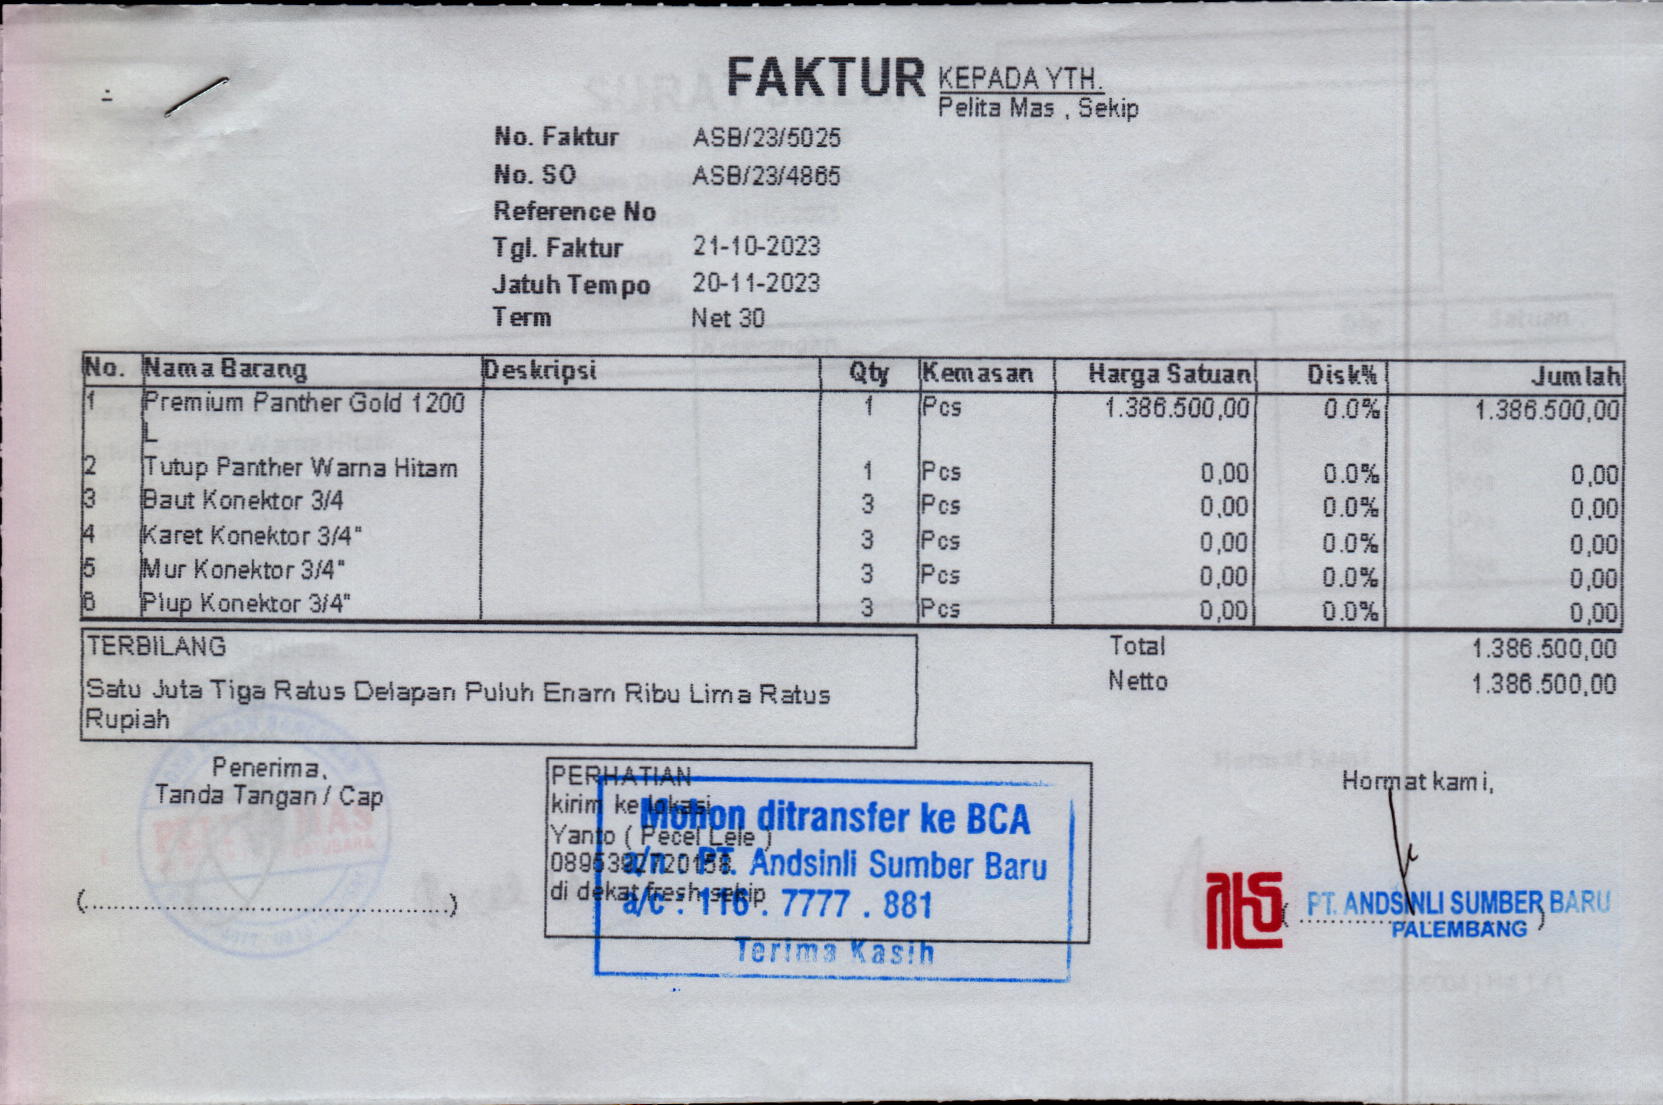 FAKTUR
KEPADA YTH.
Pelita Mas , Sekip
No. Faktur ASB/23/5025
No. SO ASB/23/4865
Reference No
Tgl. Faktur 21-10-2023
Jatuh Tempo 20-11-2023
Term Net 30
No. Nama Barang Deskripsi Qty Kemasan Harga Satuan Disk% Jumlah
1 Premium Panther Gold 1200 1 Pcs 1.386.500,00 0.0% 1.386.500,00
L
2 Tutup Panther Warna Hitam 1 Pcs 0,00 0.0% 0,00
3 Baut Konektor 3/4 3 Pcs 0,00 0.0% 0,00
4 Karet Konektor 3/4" 3 Pcs 0,00 0.0% 0,00
5 Mur Konektor 3/4" 3 Pcs 0,00 0.0% 0,00
6 Plup Konektor 3/4" 3 Pcs 0,00 0.0% 0,00
TERBILANG
Satu Juta Tiga Ratus Delapan Puluh Enam Ribu Lima Ratus
Rupiah
Total 1.386.500,00
Netto 1.386.500,00
Penerima,
Tanda Tangan / Cap
(........................................)
PERHATIAN
kirim ke lokasi
Yanto ( Pecel Lele )
di dekat fresh sekip
Mohon ditransfer ke BCA
a/n . PT. Andsinli Sumber Baru
a/c . 116 . 7777 . 881
Terima Kasih
Hormat kami,
PT. ANDSINLI SUMBER BARU
PALEMBANG